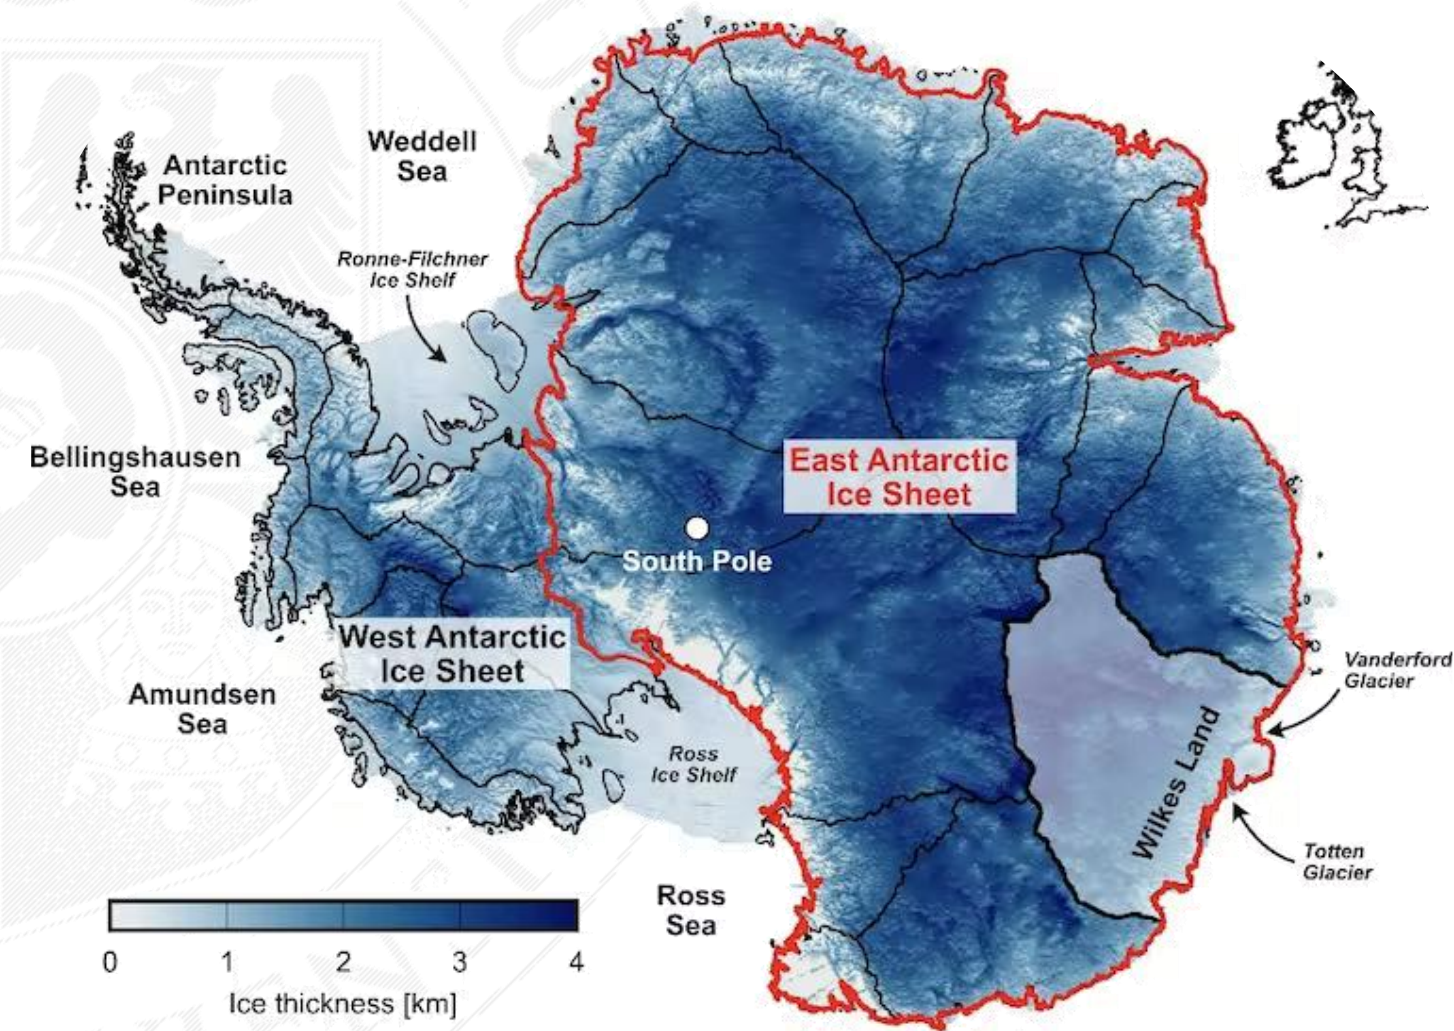 Weddell
Sea
Antarctic
Peninsula
Ronne-Filchner
Ice Shelf
Bellingshausen
Sea
East Antarctic
Ice Sheet
South Pole
West Antarctic
Ice Sheet
Vanderford
Glacier
Amundsen
Sea
Ross
Ice Shelf
Wilkes Land
Totten
Glacier
Ross
Sea
0 1 2 3 4
Ice thickness [km]